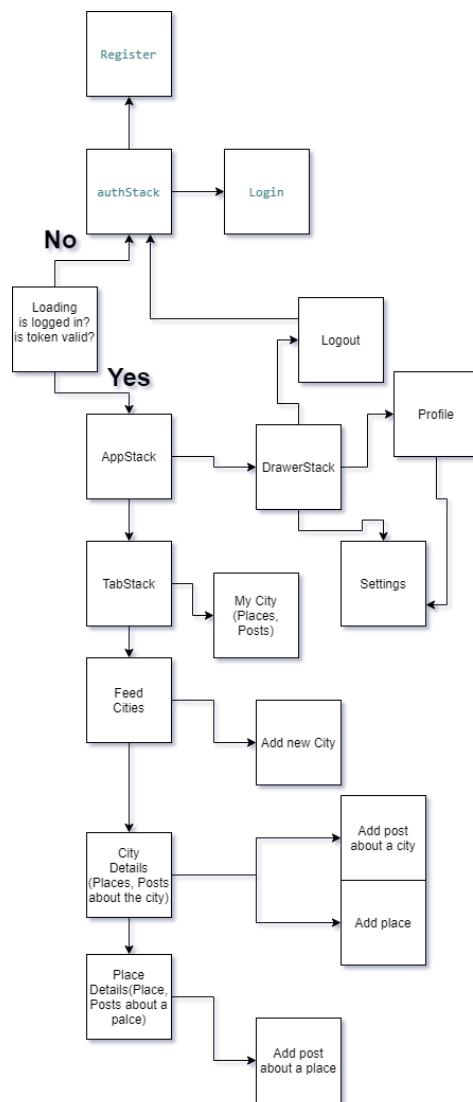 Register
authStack
Login
No
Loading
is logged in?
is token valid?
Yes
Logout
Profile
AppStack
DrawerStack
Settings
TabStack
My City
(Places,
Posts)
Feed
Cities
Add new City
City
Details
(Places, Posts
about the city)
Add post
about a city
Add place
Place
Details(Place,
Posts about a
palce)
Add post
about a place